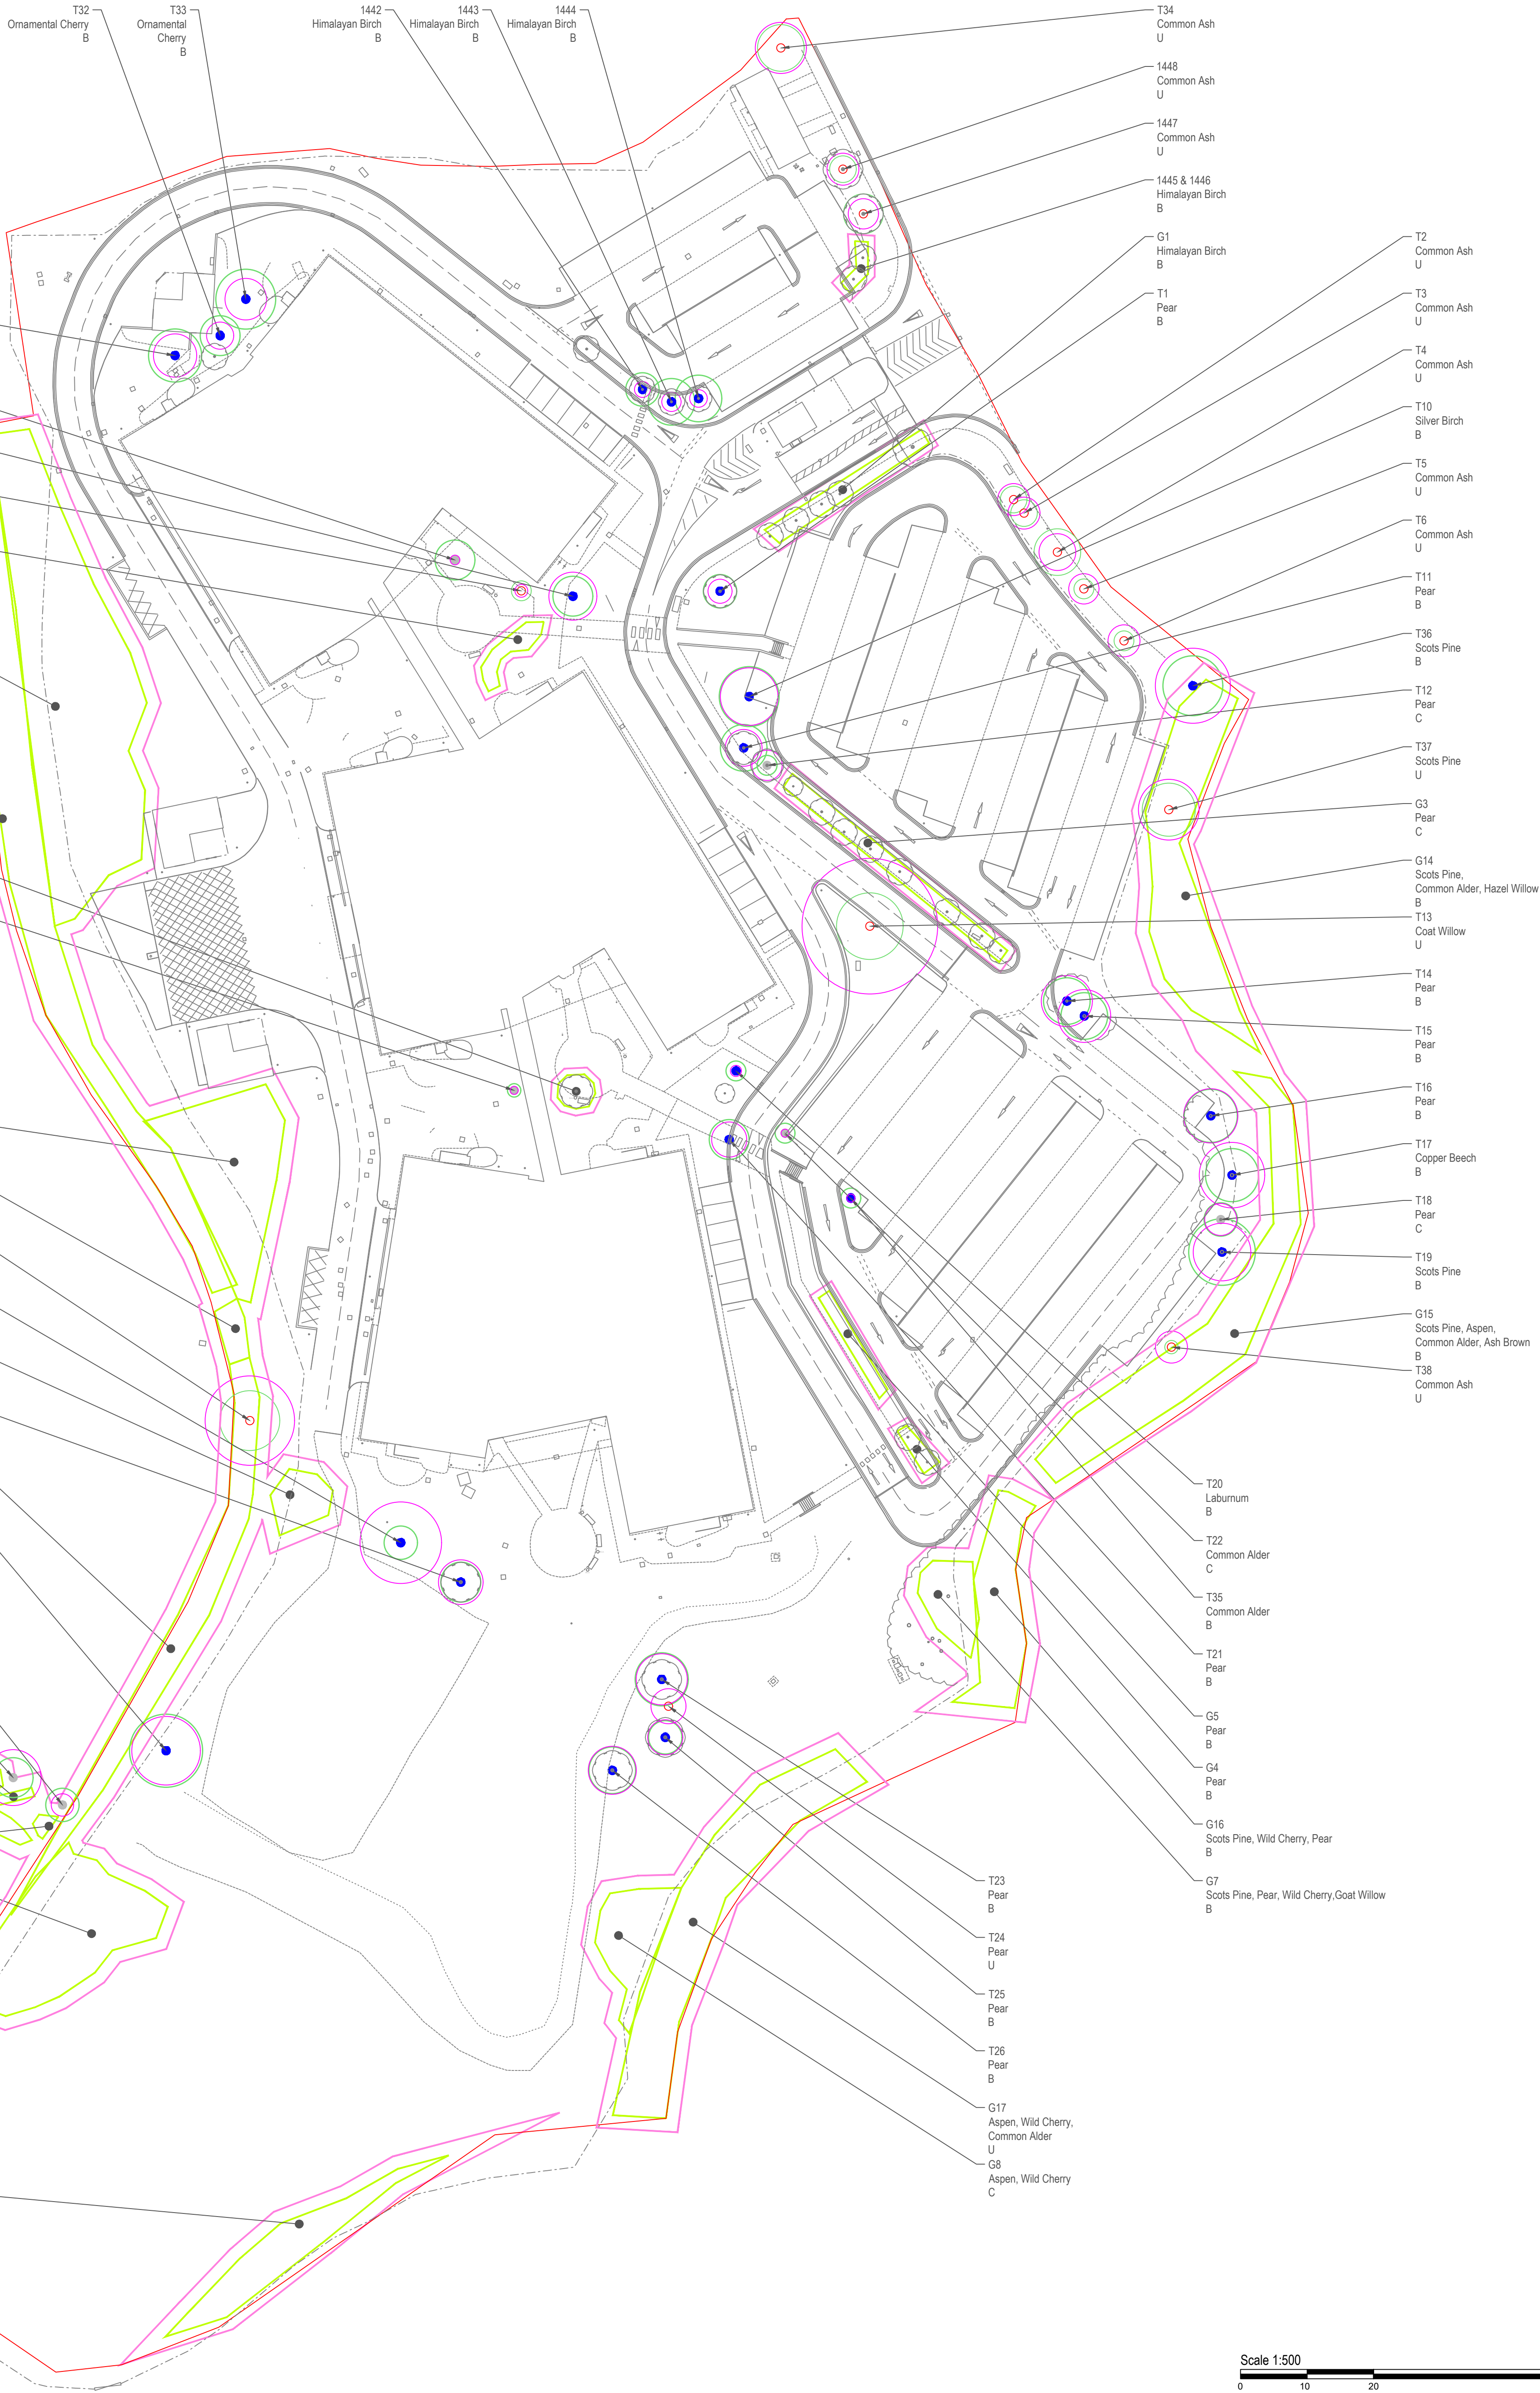 T32
Ornamental Cherry
B
T33
Ornamental
Cherry
B
1442
Himalayan Birch
B
1443
Himalayan Birch
B
1444
Himalayan Birch
B
T34
Common Ash
U
1448
Common Ash
U
1447
Common Ash
U
1445 & 1446
Himalayan Birch
B
G1
Himalayan Birch
B
T1
Pear
B
T2
Common Ash
U
T3
Common Ash
U
T4
Common Ash
U
T10
Silver Birch
B
T5
Common Ash
U
T6
Common Ash
U
T11
Pear
B
T36
Scots Pine
B
T12
Pear
C
T37
Scots Pine
U
G3
Pear
C
G14
Scots Pine,
Common Alder, Hazel Willow
B
T13
Coat Willow
U
T14
Pear
B
T15
Pear
B
T16
Pear
B
T17
Copper Beech
B
T18
Pear
C
T19
Scots Pine
B
G15
Scots Pine, Aspen,
Common Alder, Ash Brown
B
T38
Common Ash
U
T20
Laburnum
B
T22
Common Alder
C
T35
Common Alder
B
T21
Pear
B
G5
Pear
B
G4
Pear
B
G16
Scots Pine, Wild Cherry, Pear
B
G7
Scots Pine, Pear, Wild Cherry,Goat Willow
B
T23
Pear
B
T24
Pear
U
T25
Pear
B
T26
Pear
B
G17
Aspen, Wild Cherry,
Common Alder
U
G8
Aspen, Wild Cherry
C
Scale 1:500
0 10 20